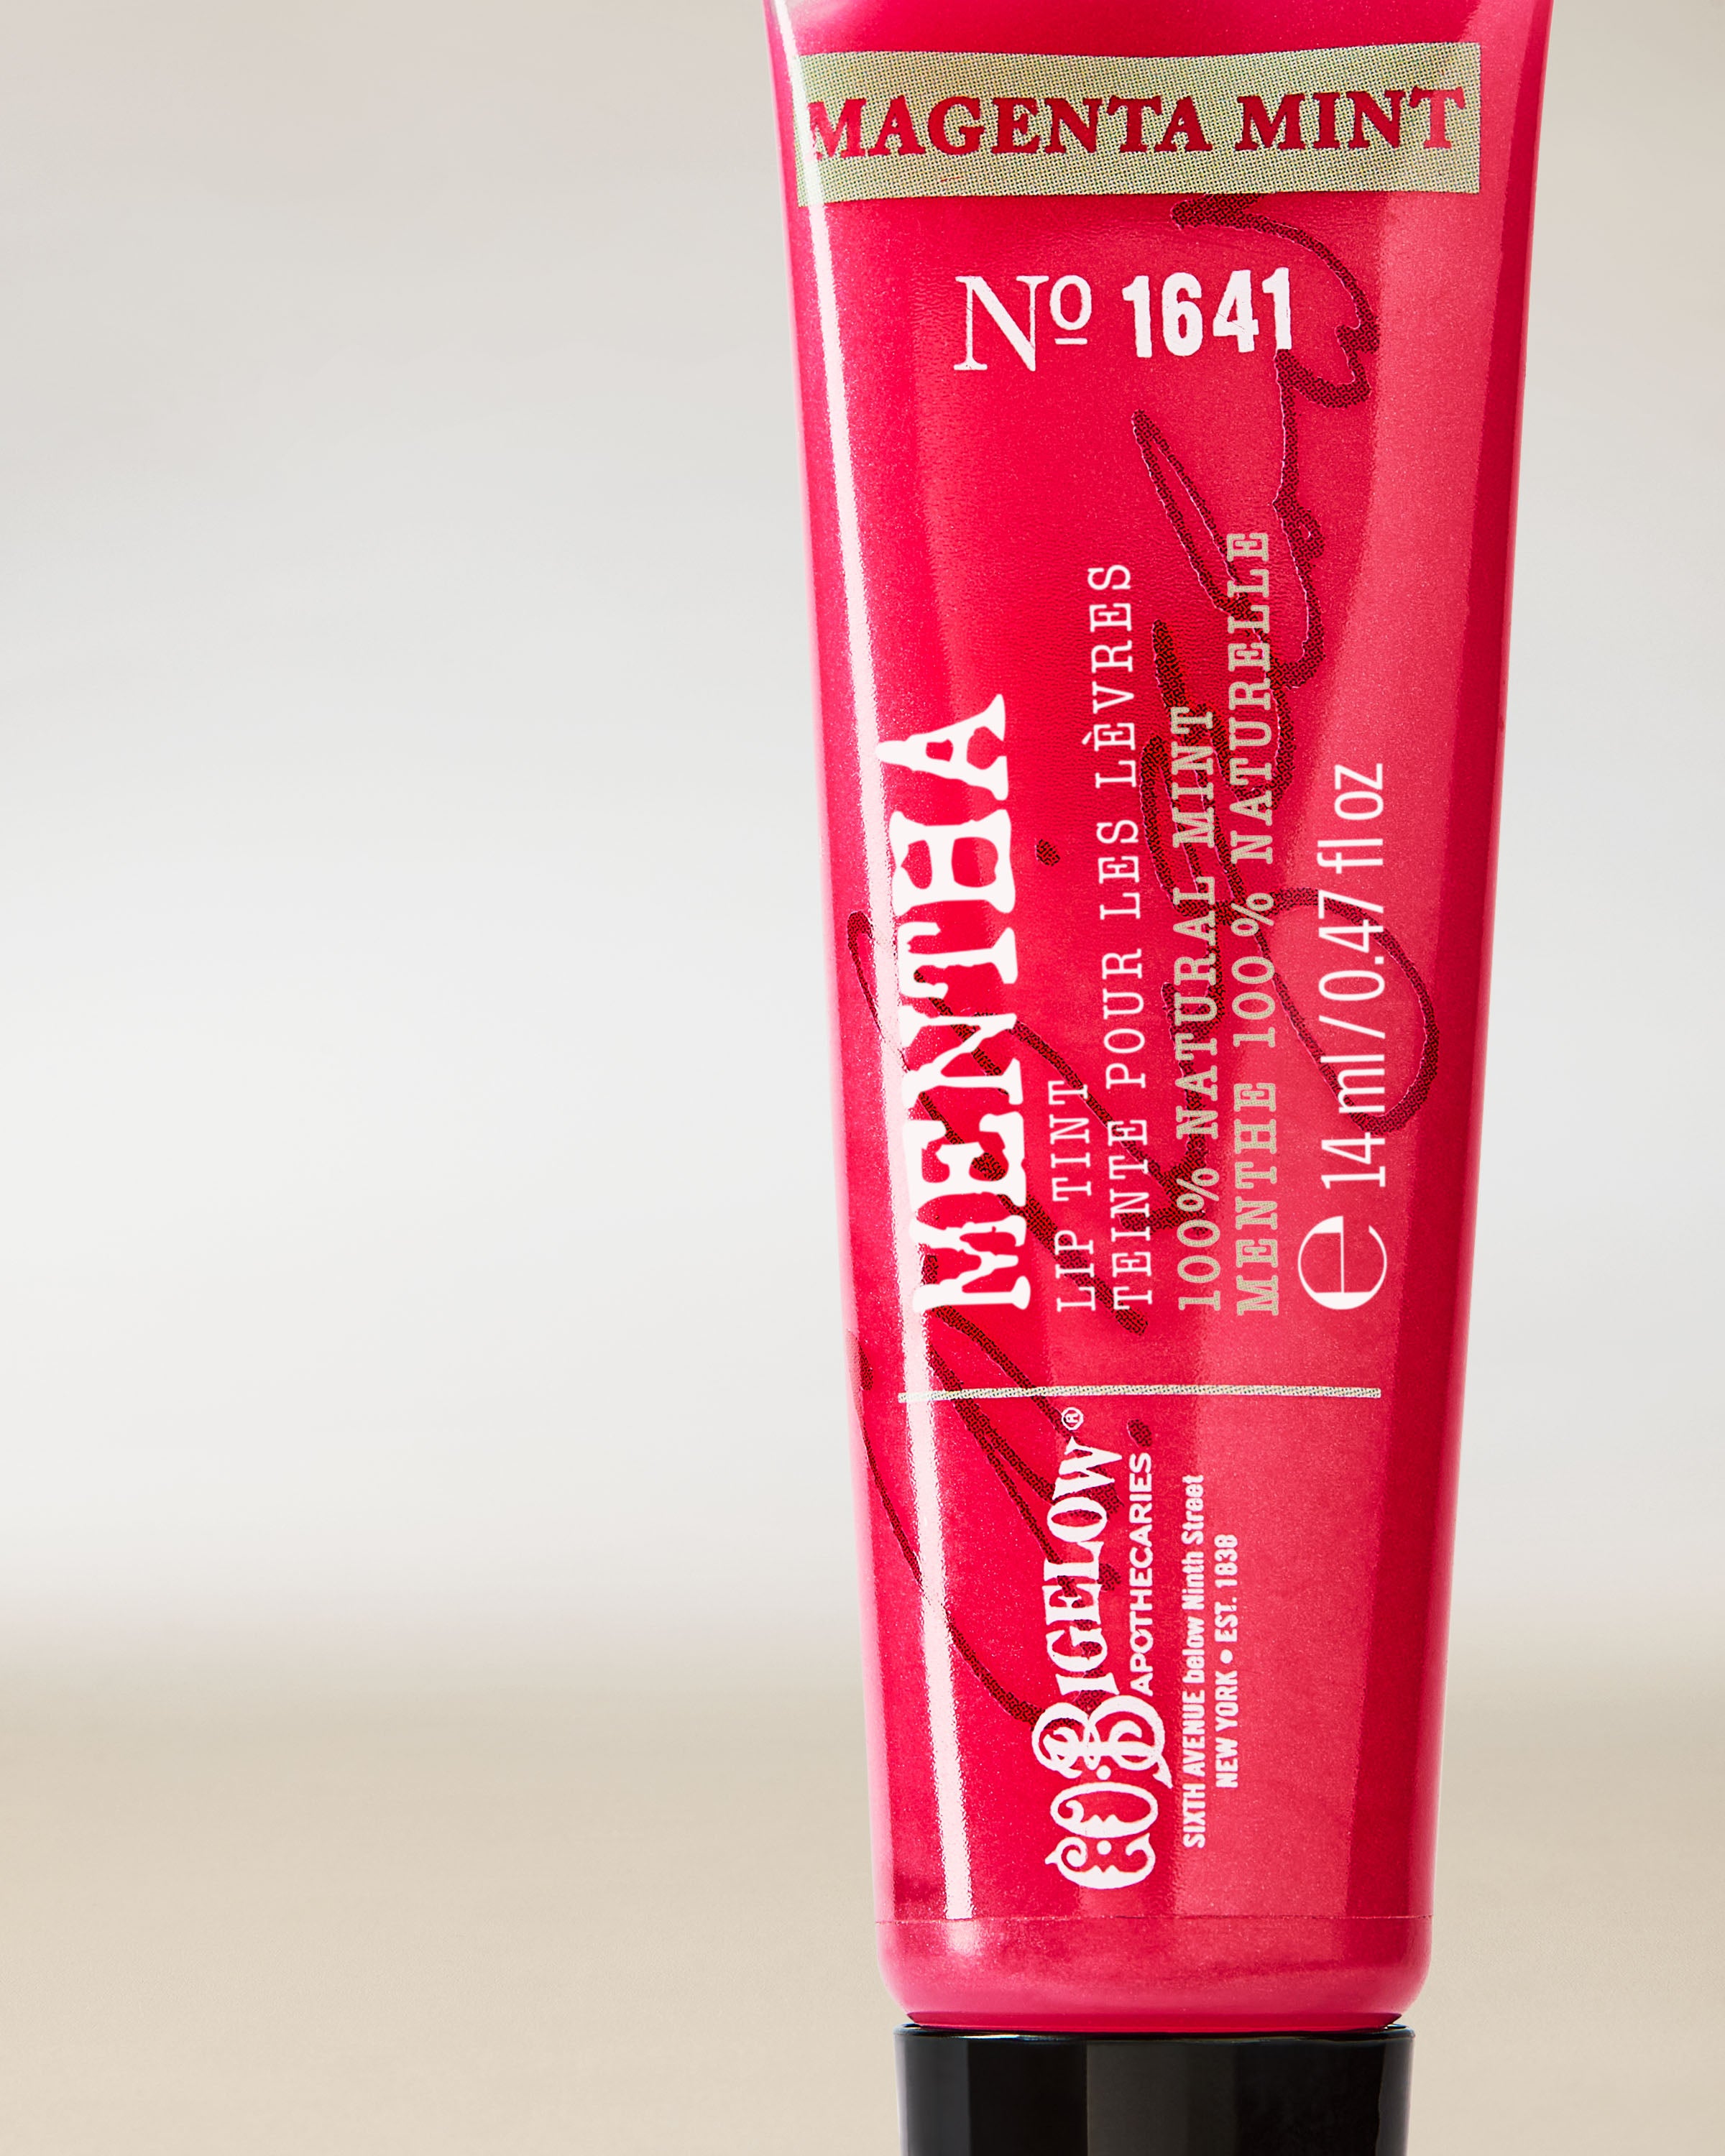 MAGENTA MINT
Nº 1641
MENTHA
LIP TINT
TEINTE POUR LES LÈVRES
100% NATURAL MINT
MENTHE 100 % NATURELLE
℮ 14 ml / 0.47 fl oz
C.O. BIGELOW®
APOTHECARIES
SIXTH AVENUE below Ninth Street
NEW YORK • EST. 1838